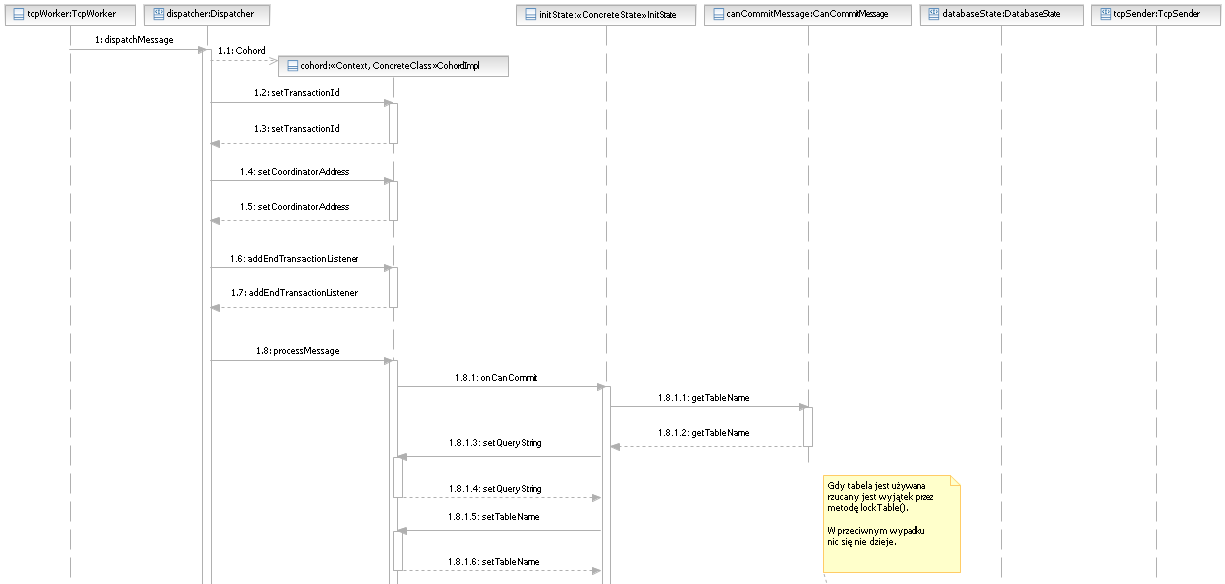 tcpWorker:TcpWorker
dispatcher:Dispatcher
initState:«ConcreteState»InitState
canCommitMessage:CanCommitMessage
databaseState:DatabaseState
tcpSender:TcpSender
1: dispatchMessage
1.1: Cohord
cohord:«Context, ConcreteClass»CohordImpl
1.2: setTransactionId
1.3: setTransactionId
1.4: setCoordinatorAddress
1.5: setCoordinatorAddress
1.6: addEndTransactionListener
1.7: addEndTransactionListener
1.8: processMessage
1.8.1: onCanCommit
1.8.1.1: getTableName
1.8.1.2: getTableName
1.8.1.3: setQueryString
1.8.1.4: setQueryString
1.8.1.5: setTableName
1.8.1.6: setTableName
Gdy tabela jest używana
rzucany jest wyjątek przez
metodę lockTable().
W przeciwnym wypadku
nic się nie dzieje.